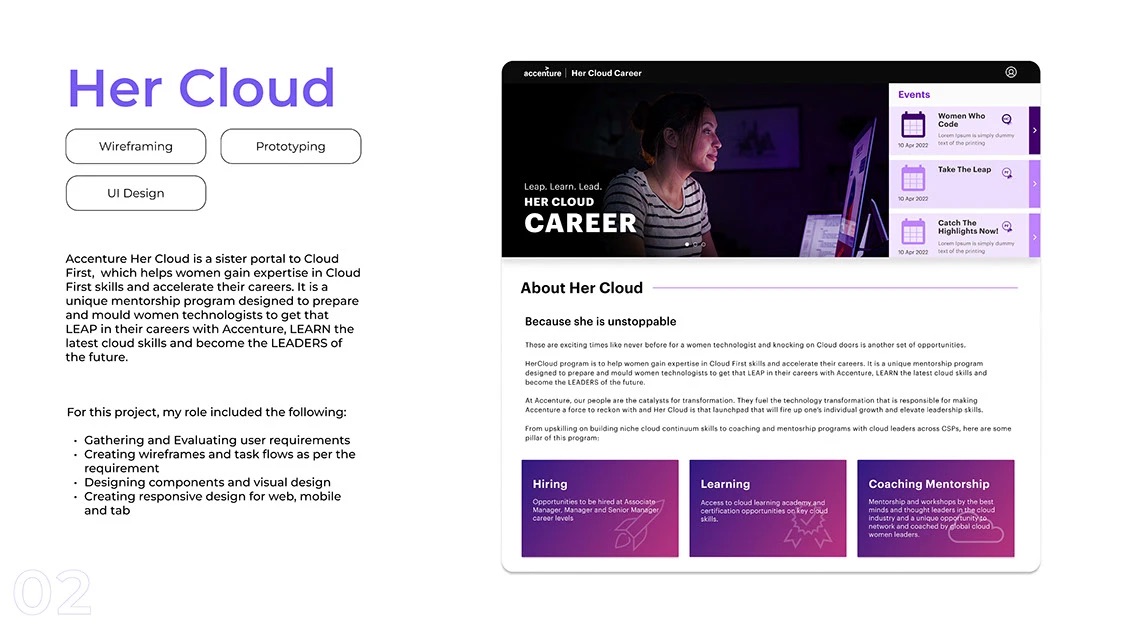 Her Cloud
Wireframing
Prototyping
UI Design
Accenture Her Cloud is a sister portal to Cloud
First, which helps women gain expertise in Cloud
First skills and accelerate their careers. It is a
unique mentorship program designed to prepare
and mould women technologists to get that
LEAP in their careers with Accenture, LEARN the
latest cloud skills and become the LEADERS of
the future.
For this project, my role included the following:
• Gathering and Evaluating user requirements
• Creating wireframes and task flows as per the
requirement
• Designing components and visual design
• Creating responsive design for web, mobile
and tab
02
accenture | Her Cloud Career
Leap. Learn. Lead.
HER CLOUD
CAREER
Events
Women Who
Code
Lorem Ipsum is simply dummy
text of the printing
10 Apr 2022
Take The Leap
10 Apr 2022
Catch The
Highlights Now!
Lorem Ipsum is simply dummy
text of the printing
10 Apr 2022
About Her Cloud
Because she is unstoppable
These are exciting times like never before for a women technologist and knocking on Cloud doors is another set of opportunities.
HerCloud program is to help women gain expertise in Cloud First skills and accelerate their careers. It is a unique mentorship program
designed to prepare and mould women technologists to get that LEAP in their careers with Accenture, LEARN the latest cloud skills and
become the LEADERS of the future.
At Accenture, our people are the catalysts for transformation. They fuel the technology transformation that is responsible for making
Accenture a force to reckon with and Her Cloud is that launchpad that will fire up one's individual growth and elevate leadership skills.
From upskilling on building niche cloud continuum skills to coaching and mentorship programs with cloud leaders across CSPs, here are some
pillar of this program:
Hiring
Opportunities to be hired at Associate
Manager, Manager and Senior Manager
career levels
Learning
Access to cloud learning academy and
certification opportunities on key cloud
skills.
Coaching Mentorship
Mentorship and workshops by the best
minds and thought leaders in the cloud
industry and a unique opportunity to
network and coached by global cloud
women leaders.